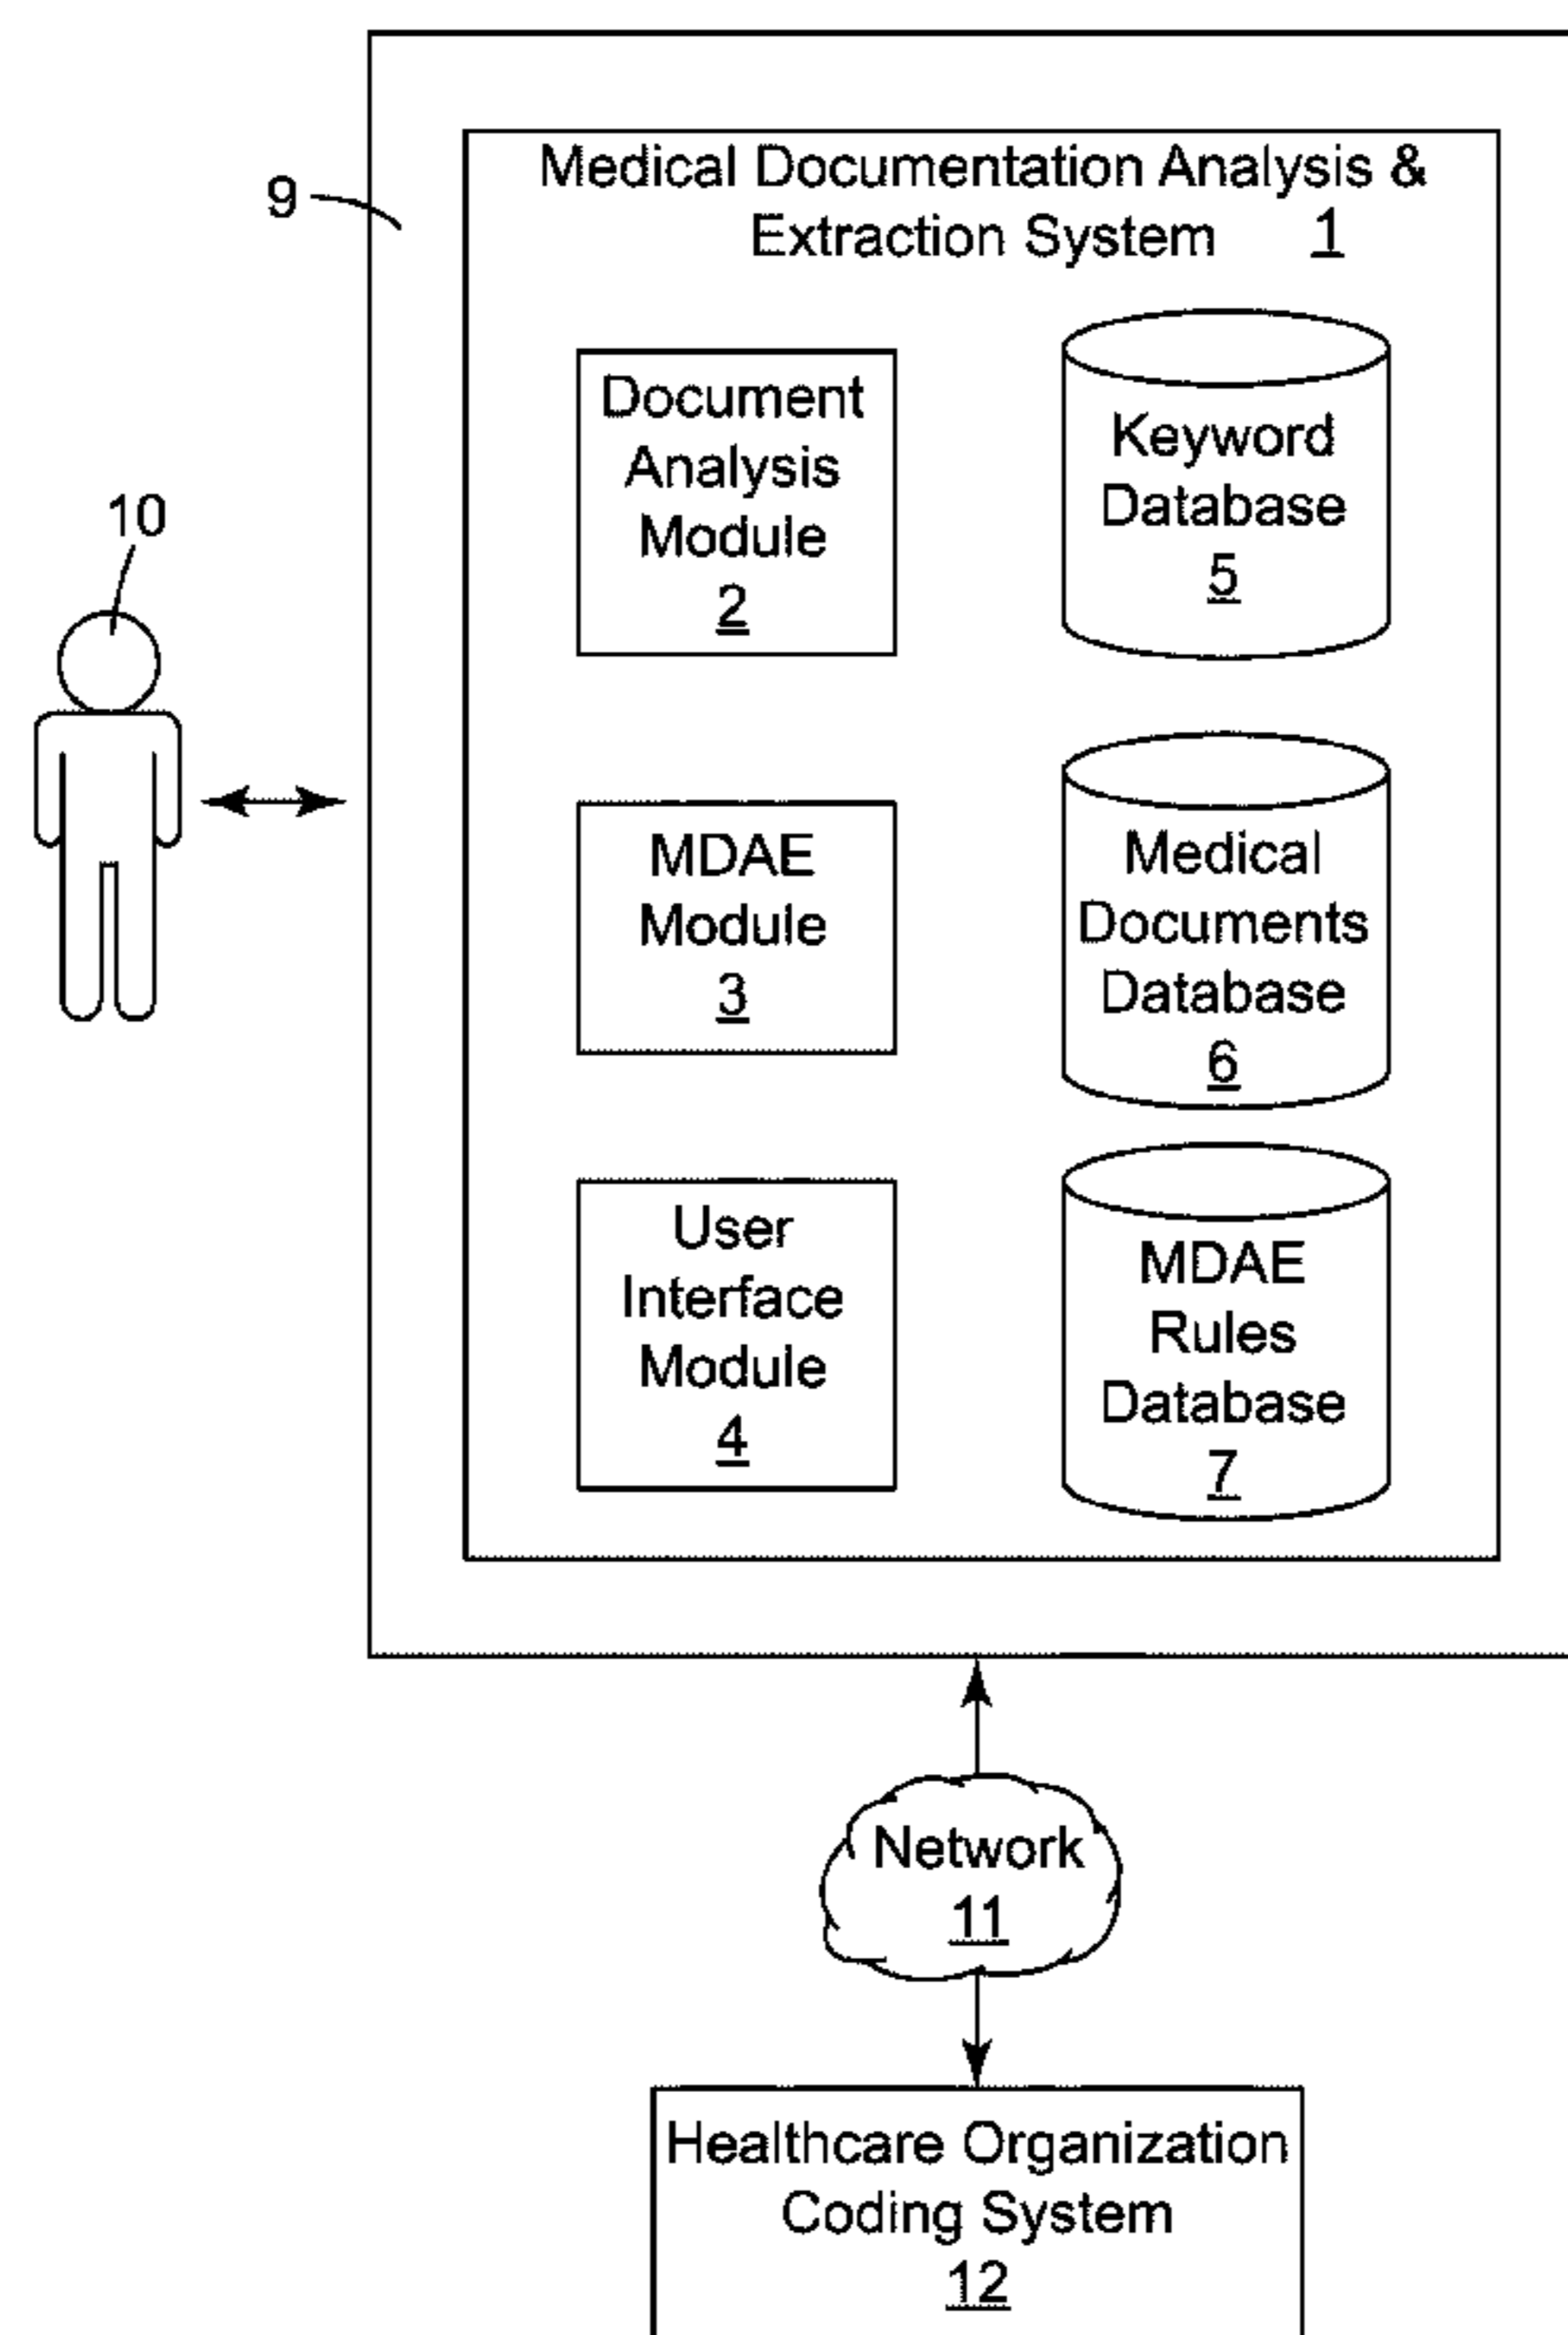 Medical Documentation Analysis &
Extraction System 1
9
Document
Analysis
Module
2
Keyword
Database
5
10
MDAE
Module
3
Medical
Documents
Database
6
User
Interface
Module
4
MDAE
Rules
Database
7
Network
11
Healthcare Organization
Coding System
12